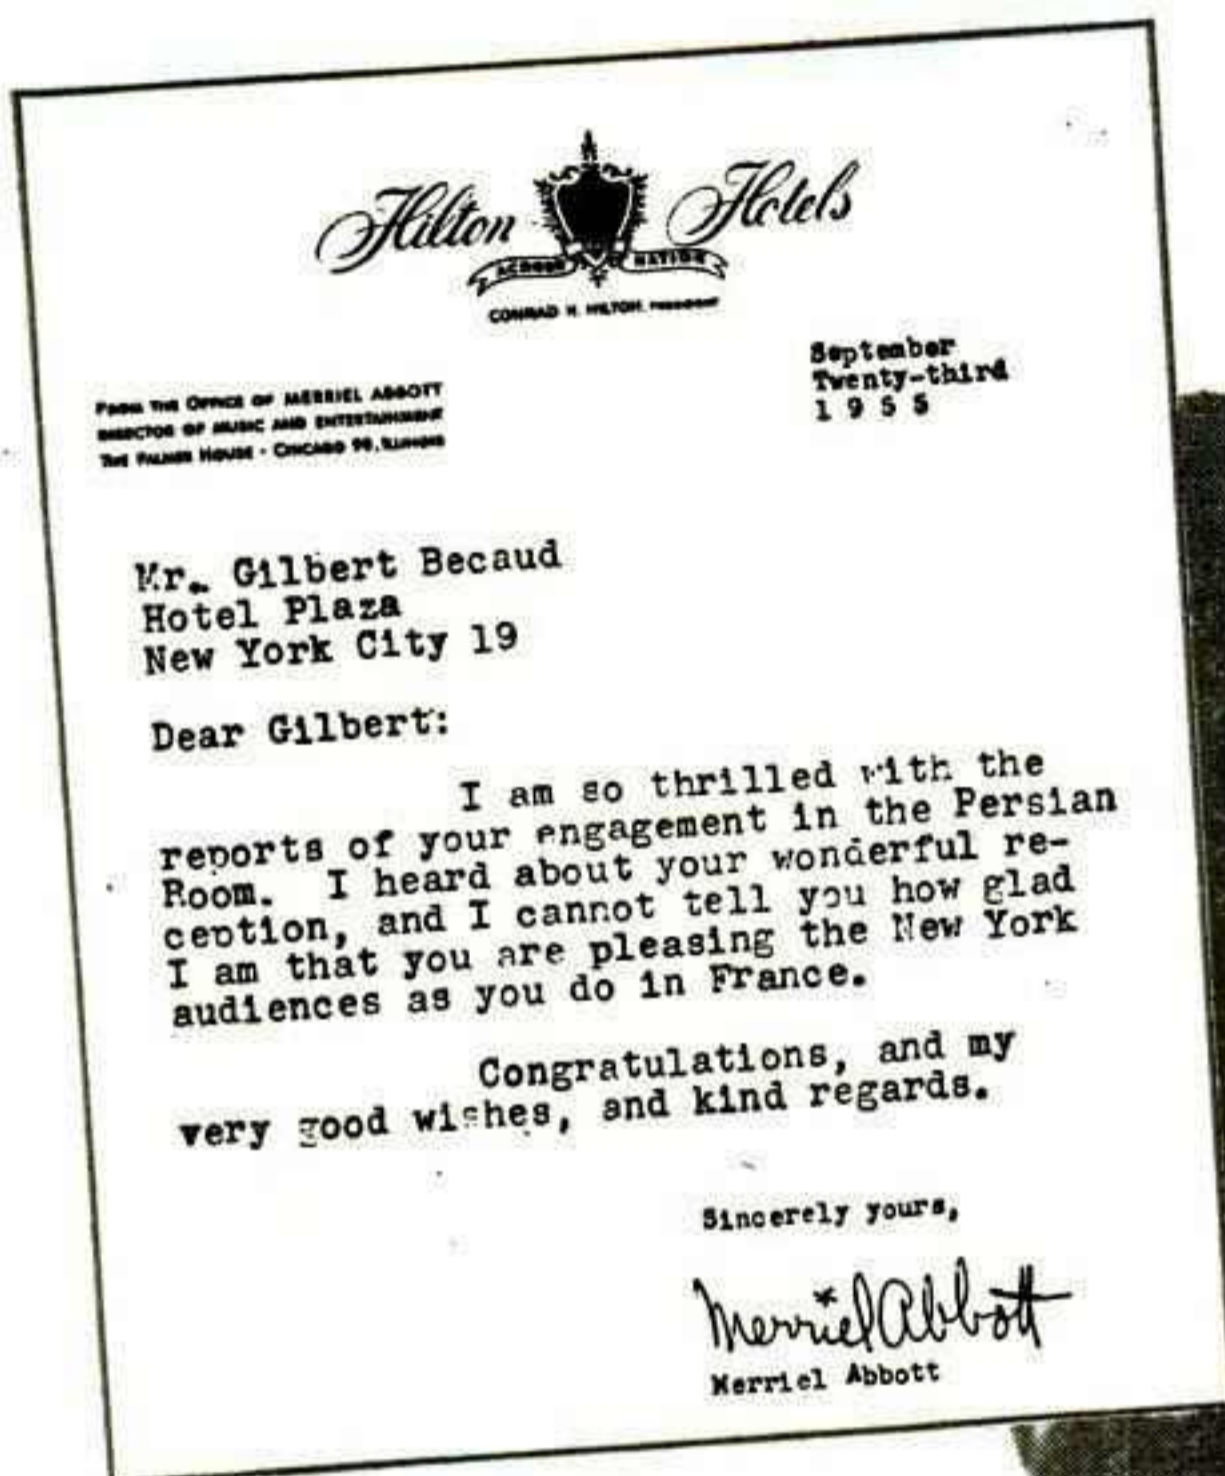 Hilton Hotels
ACROSS NATION
CONRAD H. HILTON, PRESIDENT
September
Twenty-third
1 9 5 5
FROM THE OFFICE OF MERRIEL ABBOTT
DIRECTOR OF MUSIC AND ENTERTAINMENT
THE PALMER HOUSE · CHICAGO 90, ILLINOIS
Mr. Gilbert Becaud
Hotel Plaza
New York City 19
Dear Gilbert:
I am so thrilled with the
reports of your engagement in the Persian
Room. I heard about your wonderful re-
ception, and I cannot tell you how glad
I am that you are pleasing the New York
audiences as you do in France.
Congratulations, and my
very good wishes, and kind regards.
Sincerely yours,
Merriel Abbott
Merriel Abbott